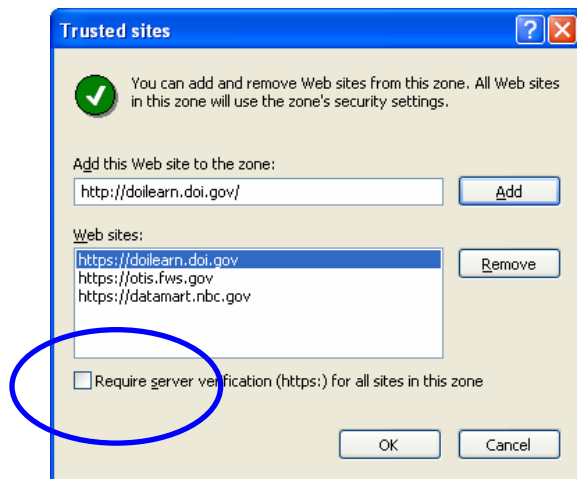 Trusted sites
You can add and remove Web sites from this zone. All Web sites
in this zone will use the zone's security settings.
Add this Web site to the zone:
http://doilearn.doi.gov/
Add
Web sites:
https://doilearn.doi.gov
https://otis.fws.gov
https://datamart.nbc.gov
Remove
Require server verification (https:) for all sites in this zone
OK
Cancel